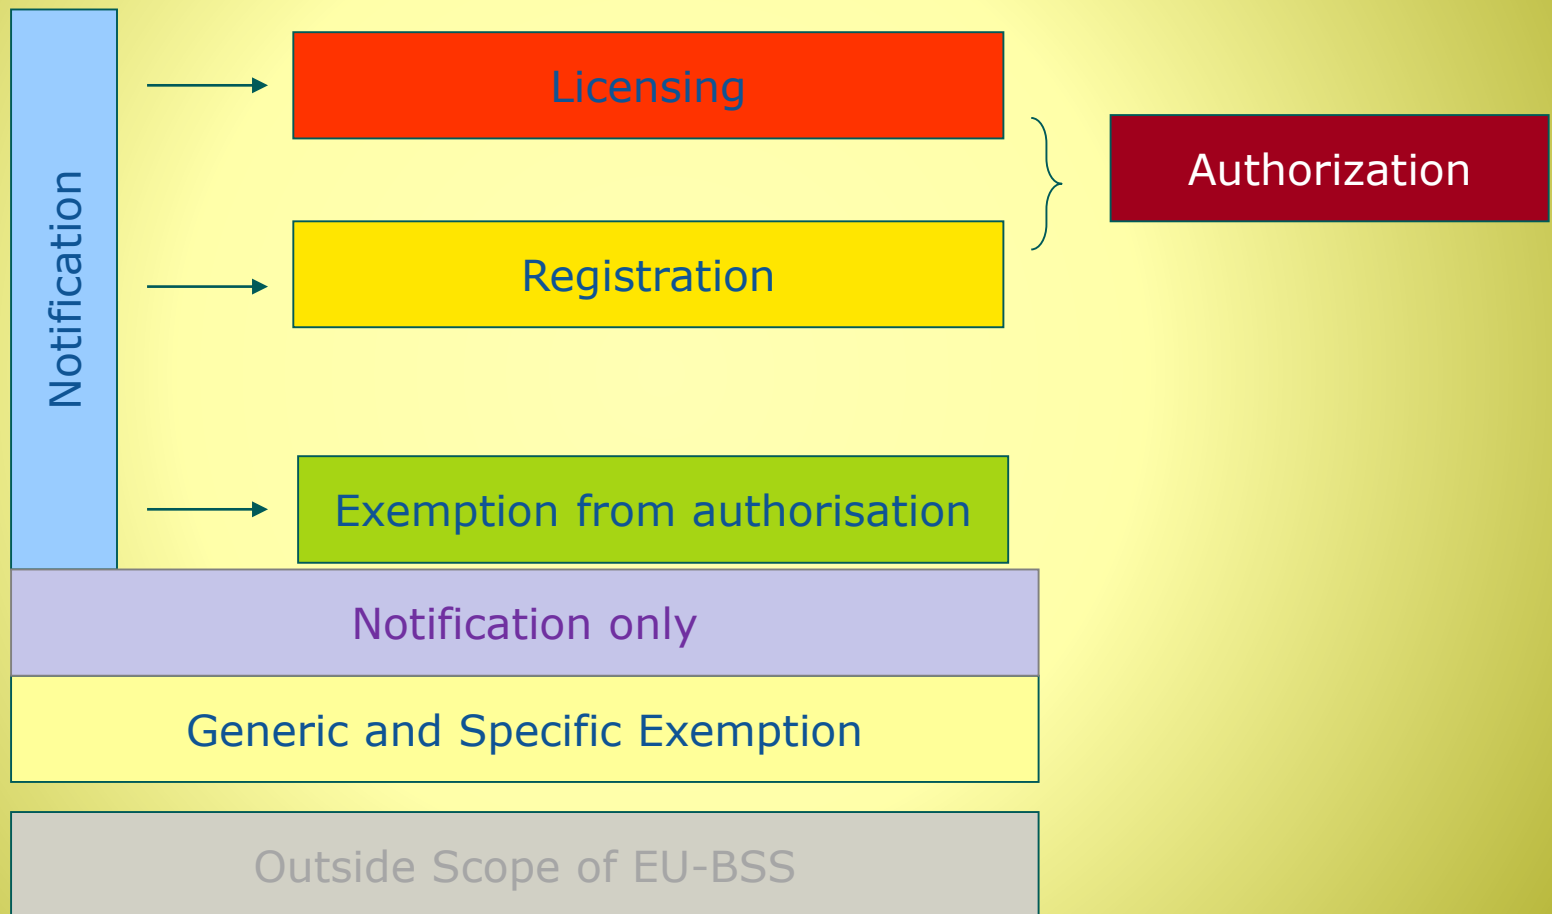 Notification
Licensing
Authorization
Registration
Exemption from authorisation
Notification only
Generic and Specific Exemption
Outside Scope of EU-BSS